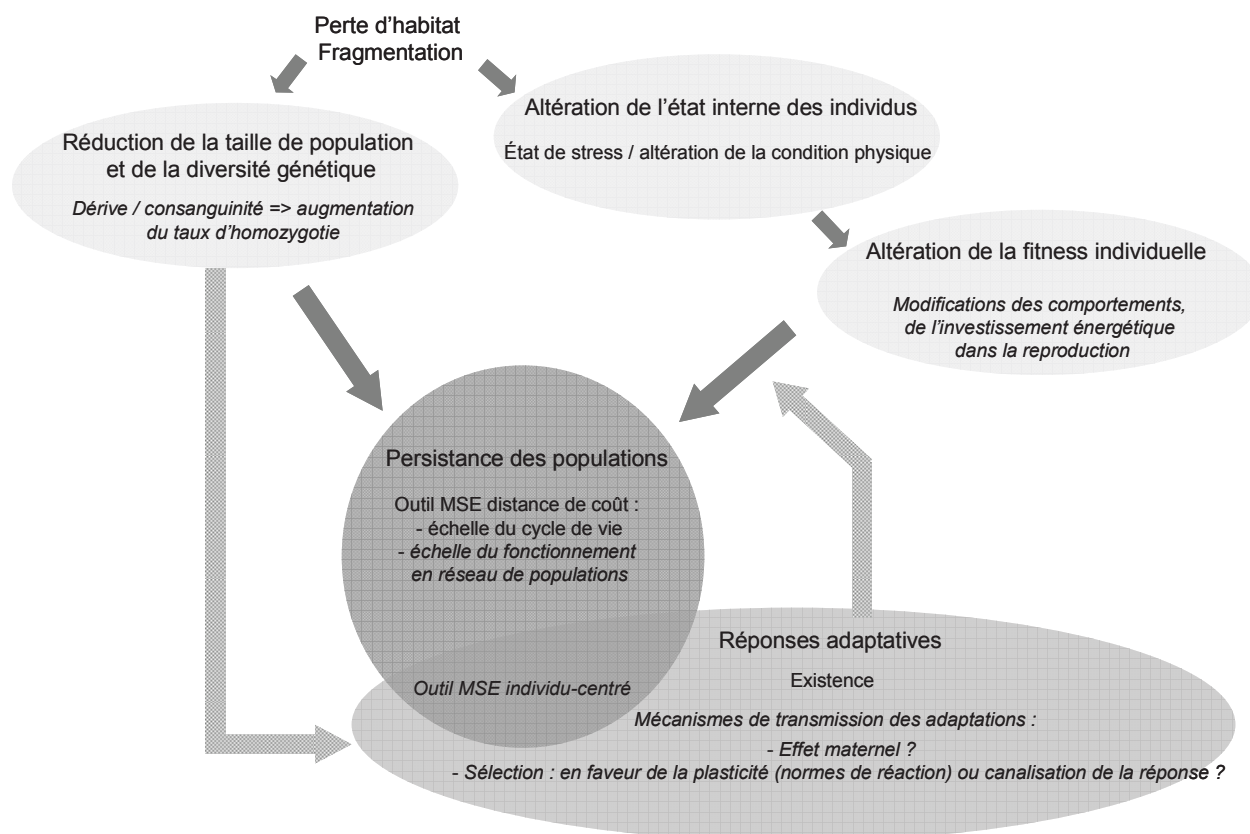 Perte d’habitat
Fragmentation
Altération de l’état interne des individus
État de stress / altération de la condition physique
Réduction de la taille de population
et de la diversité génétique
Dérive / consanguinité => augmentation
du taux d’homozygotie
Altération de la fitness individuelle
Modifications des comportements,
de l’investissement énergétique
dans la reproduction
Persistance des populations
Outil MSE distance de coût :
- échelle du cycle de vie
- échelle du fonctionnement
en réseau de populations
Outil MSE individu-centré
Réponses adaptatives
Existence
Mécanismes de transmission des adaptations :
- Effet maternel ?
- Sélection : en faveur de la plasticité (normes de réaction) ou canalisation de la réponse ?